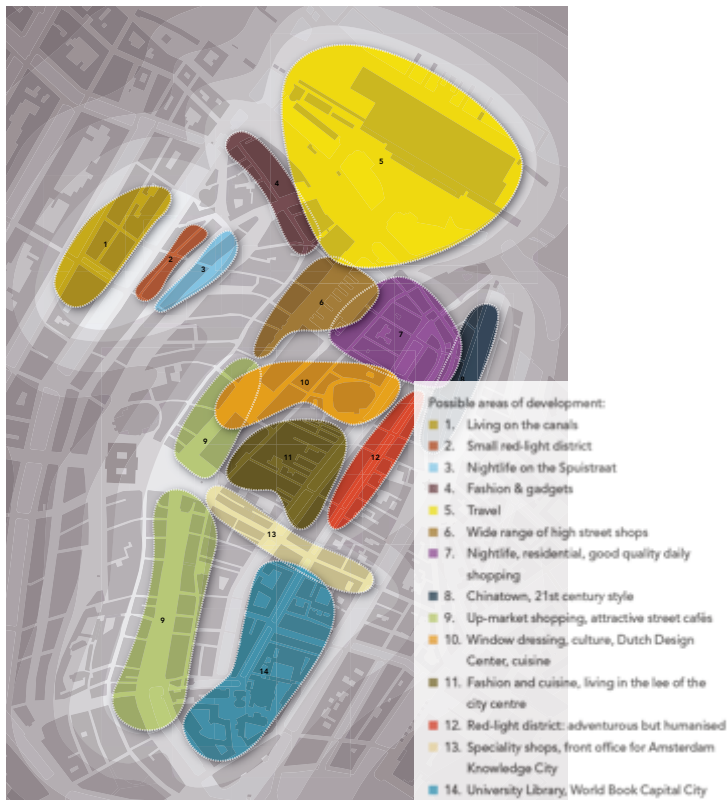 5
4
1
2
3
6
7
8
10
9
11
12
13
9
14
Possible areas of development:
1. Living on the canals
2. Small red-light district
3. Nightlife on the Spuistraat
4. Fashion & gadgets
5. Travel
6. Wide range of high street shops
7. Nightlife, residential, good quality daily
shopping
8. Chinatown, 21st century style
9. Up-market shopping, attractive street cafés
10. Window dressing, culture, Dutch Design
Center, cuisine
11. Fashion and cuisine, living in the lee of the
city centre
12. Red-light district: adventurous but humanised
13. Speciality shops, front office for Amsterdam
Knowledge City
14. University Library, World Book Capital City